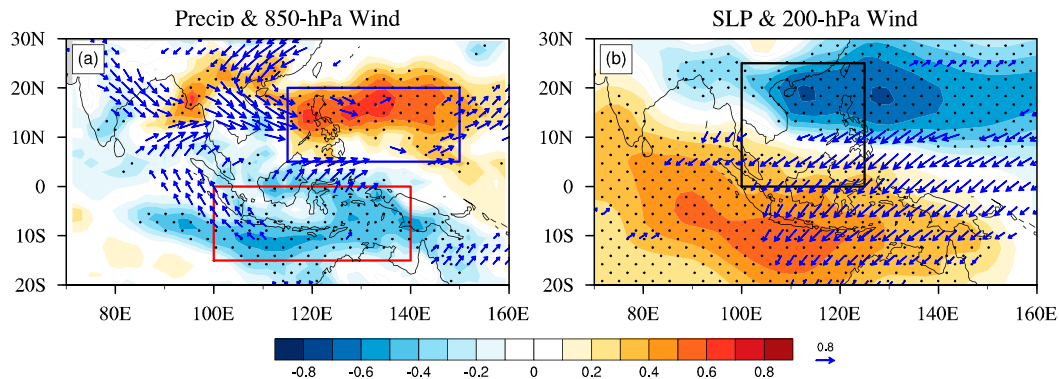 Precip & 850-hPa Wind
SLP & 200-hPa Wind
(a)
(b)
30N
20N
10N
0
10S
20S
80E
100E
120E
140E
160E
30N
20N
10N
0
10S
20S
80E
100E
120E
140E
160E
-0.8
-0.6
-0.4
-0.2
0
0.2
0.4
0.6
0.8
0.8